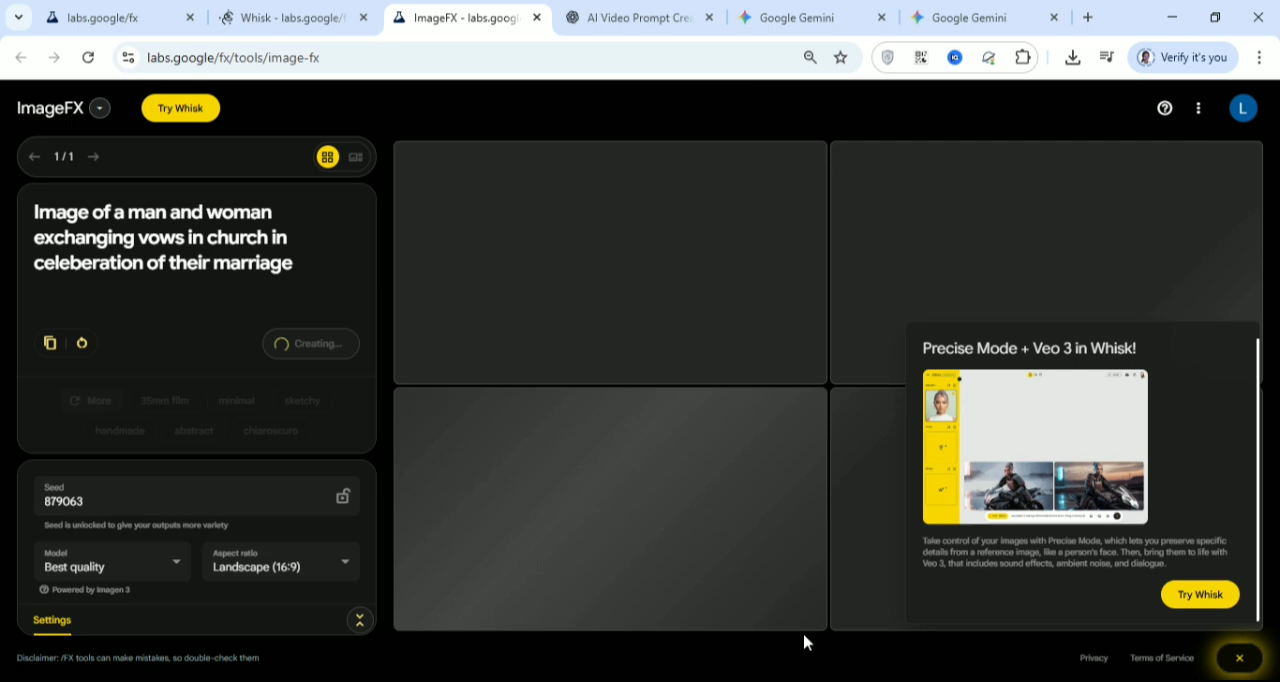 labs.google/fx
Whisk - labs.google/f
ImageFX - labs.goog
AI Video Prompt Cre
Google Gemini
Google Gemini
labs.google/fx/tools/image-fx
Verify it's you
ImageFX
Try Whisk
L
1 / 1
Image of a man and woman
exchanging vows in church in
celeberation of their marriage
Creating...
More
35mm film
minimal
sketchy
handmade
abstract
chiaroscuro
Seed
879063
Seed is unlocked to give your outputs more variety
Model
Best quality
Aspect ratio
Landscape (16:9)
Powered by Imagen 3
Settings
Precise Mode + Veo 3 in Whisk!
Take control of your images with Precise Mode, which lets you preserve specific
details from a reference image, like a person's face. Then, bring them to life with
Veo 3, that includes sound effects, ambient noise, and dialogue.
Try Whisk
Disclaimer: /FX tools can make mistakes, so double-check them
Privacy
Terms of Service